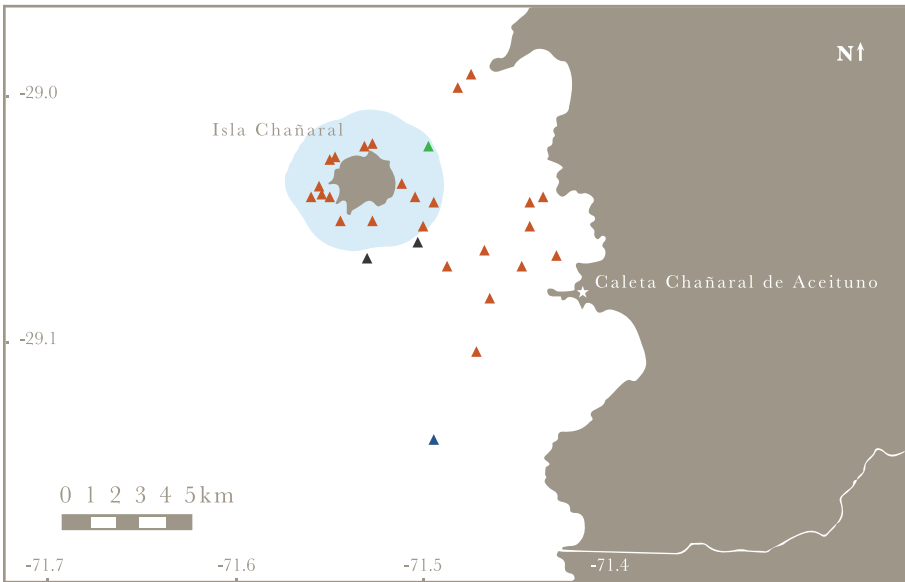 N
-29.0
Isla Chañaral
Caleta Chañaral de Aceituno
-29.1
0 1 2 3 4 5km
-71.7 -71.6 -71.5 -71.4